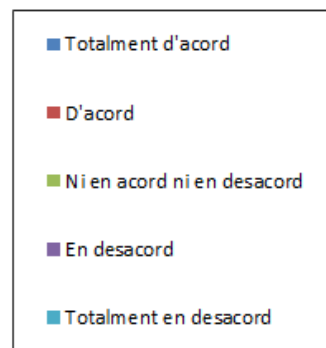 Totalment d'acord
D'acord
Ni en acord ni en desacord
En desacord
Totalment en desacord